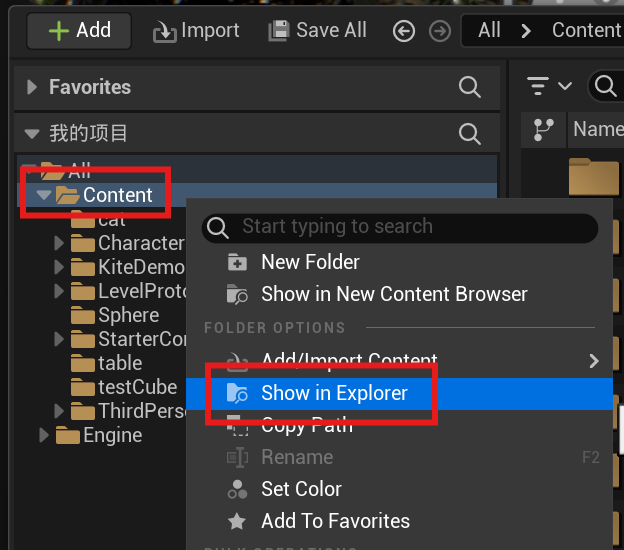 Add Import Save All All Content
Favorites
我的项目
Name
All
Content
cat
Start typing to search
Character
New Folder
KiteDemo
LevelProto
Show in New Content Browser
Sphere
FOLDER OPTIONS
StarterCon
table
Add/Import Content
testCube
Show in Explorer
ThirdPerso
Copy Path
Engine
Rename F2
Set Color
Add To Favorites
BULK OPERATIONS